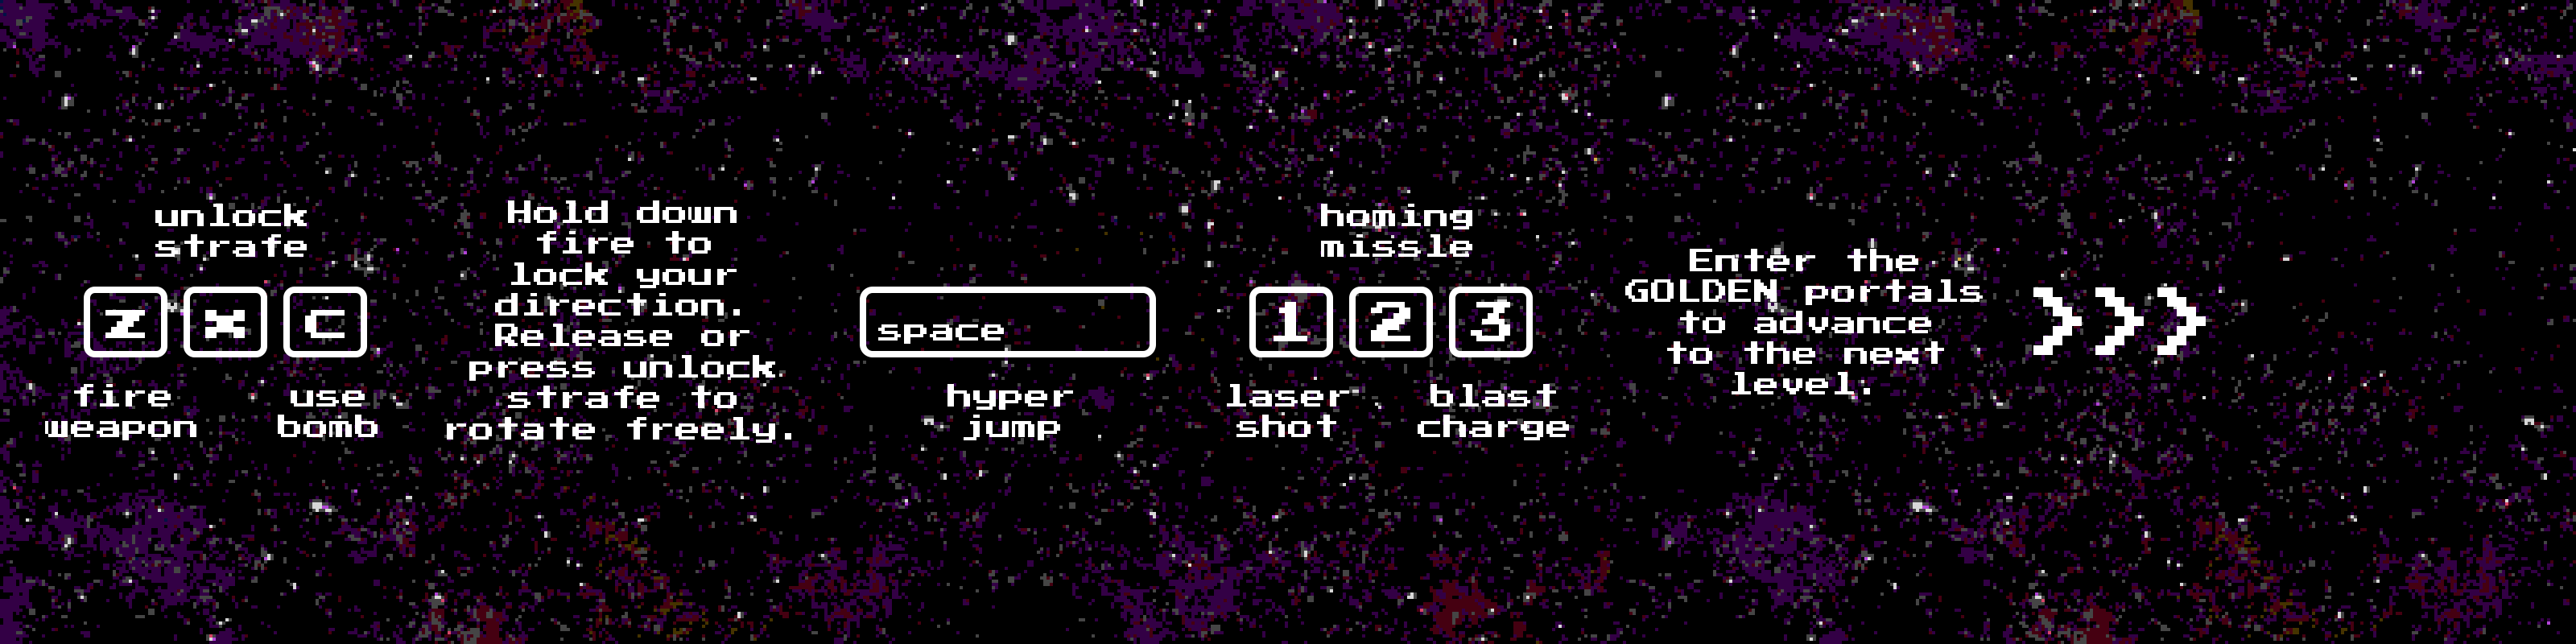 unlock
strafe
z x c
fire
weapon
use
bomb
Hold down
fire to
lock your
direction.
Release or
press unlock
strafe to
rotate freely.
space
hyper
jump
homing
missle
1 2 3
laser
shot
blast
charge
Enter the
GOLDEN portals
to advance
to the next
level.
>>>